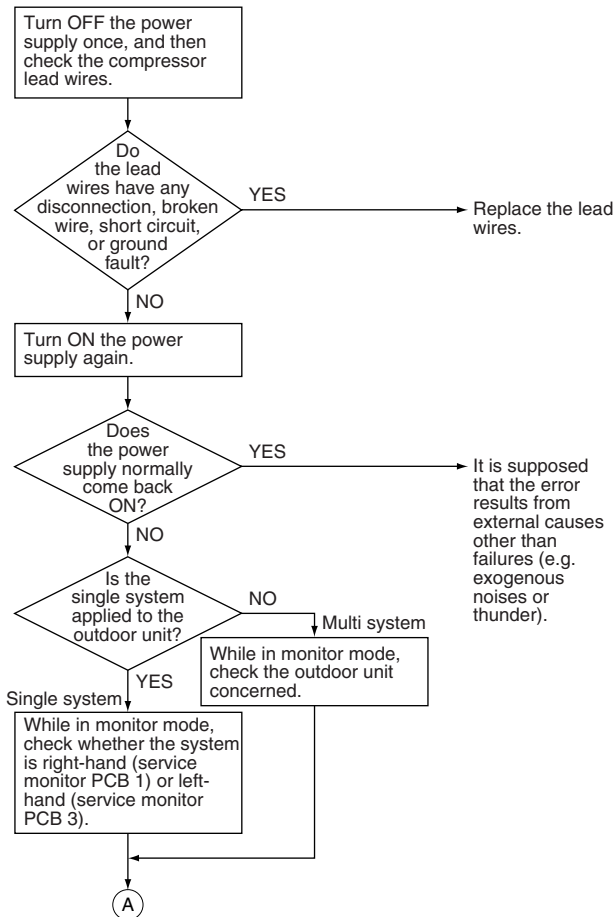 Turn OFF the power
supply once, and then
check the compressor
lead wires.
Do
the lead
wires have any
disconnection, broken
wire, short circuit,
or ground
fault?
YES
Replace the lead
wires.
NO
Turn ON the power
supply again.
Does
the power
supply normally
come back
ON?
YES
It is supposed
that the error
results from
external causes
other than
failures (e.g.
exogenous
noises or
thunder).
NO
Is the
single system
applied to the
outdoor unit?
NO
Multi system
While in monitor mode,
check the outdoor unit
concerned.
YES
Single system
While in monitor mode,
check whether the system
is right-hand (service
monitor PCB 1) or left-
hand (service monitor
PCB 3).
A